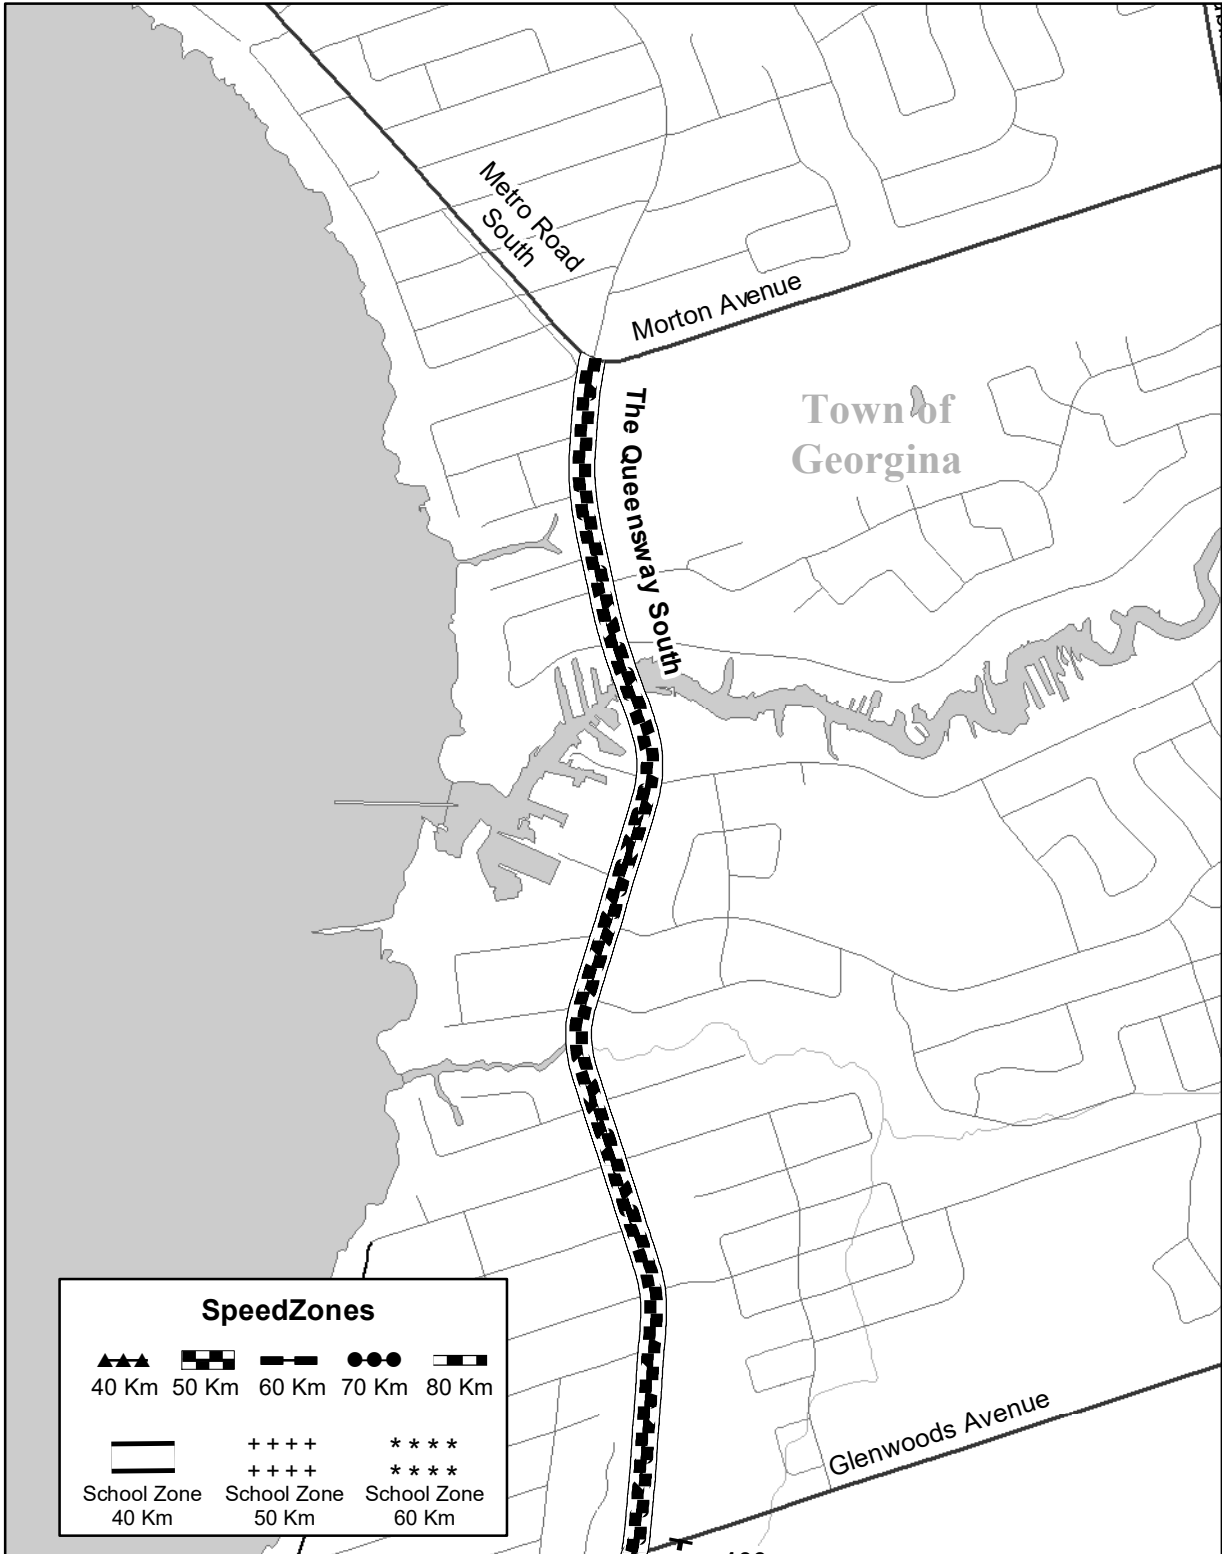 Metro Road
South
Morton Avenue
Town of
Georgina
The Queensway South
Glenwoods Avenue
SpeedZones
40 Km
50 Km
60 Km
70 Km
80 Km
School Zone
40 Km
School Zone
50 Km
School Zone
60 Km